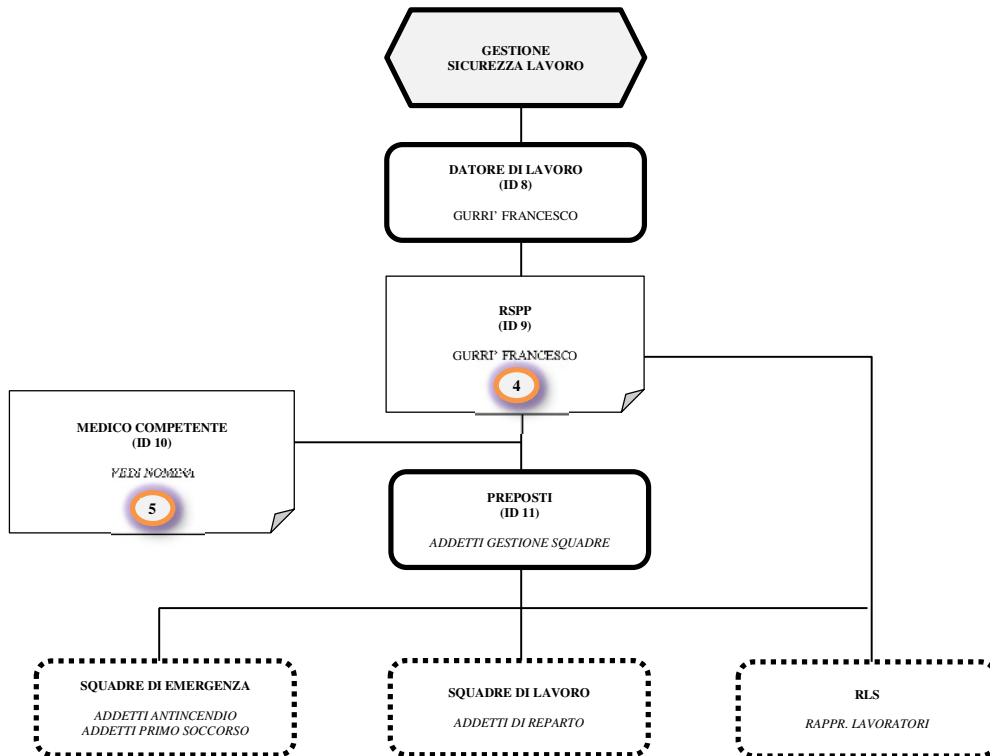 GESTIONE
SICUREZZA LAVORO
DATORE DI LAVORO
(ID 8)
GURRI’ FRANCESCO
RSPP
(ID 9)
GURRI’ FRANCESCO
4
MEDICO COMPETENTE
(ID 10)
VEDI NOMINA
5
PREPOSTI
(ID 11)
ADDETTI GESTIONE SQUADRE
SQUADRE DI EMERGENZA
ADDETTI ANTINCENDIO
ADDETTI PRIMO SOCCORSO
SQUADRE DI LAVORO
ADDETTI DI REPARTO
RLS
RAPPR. LAVORATORI